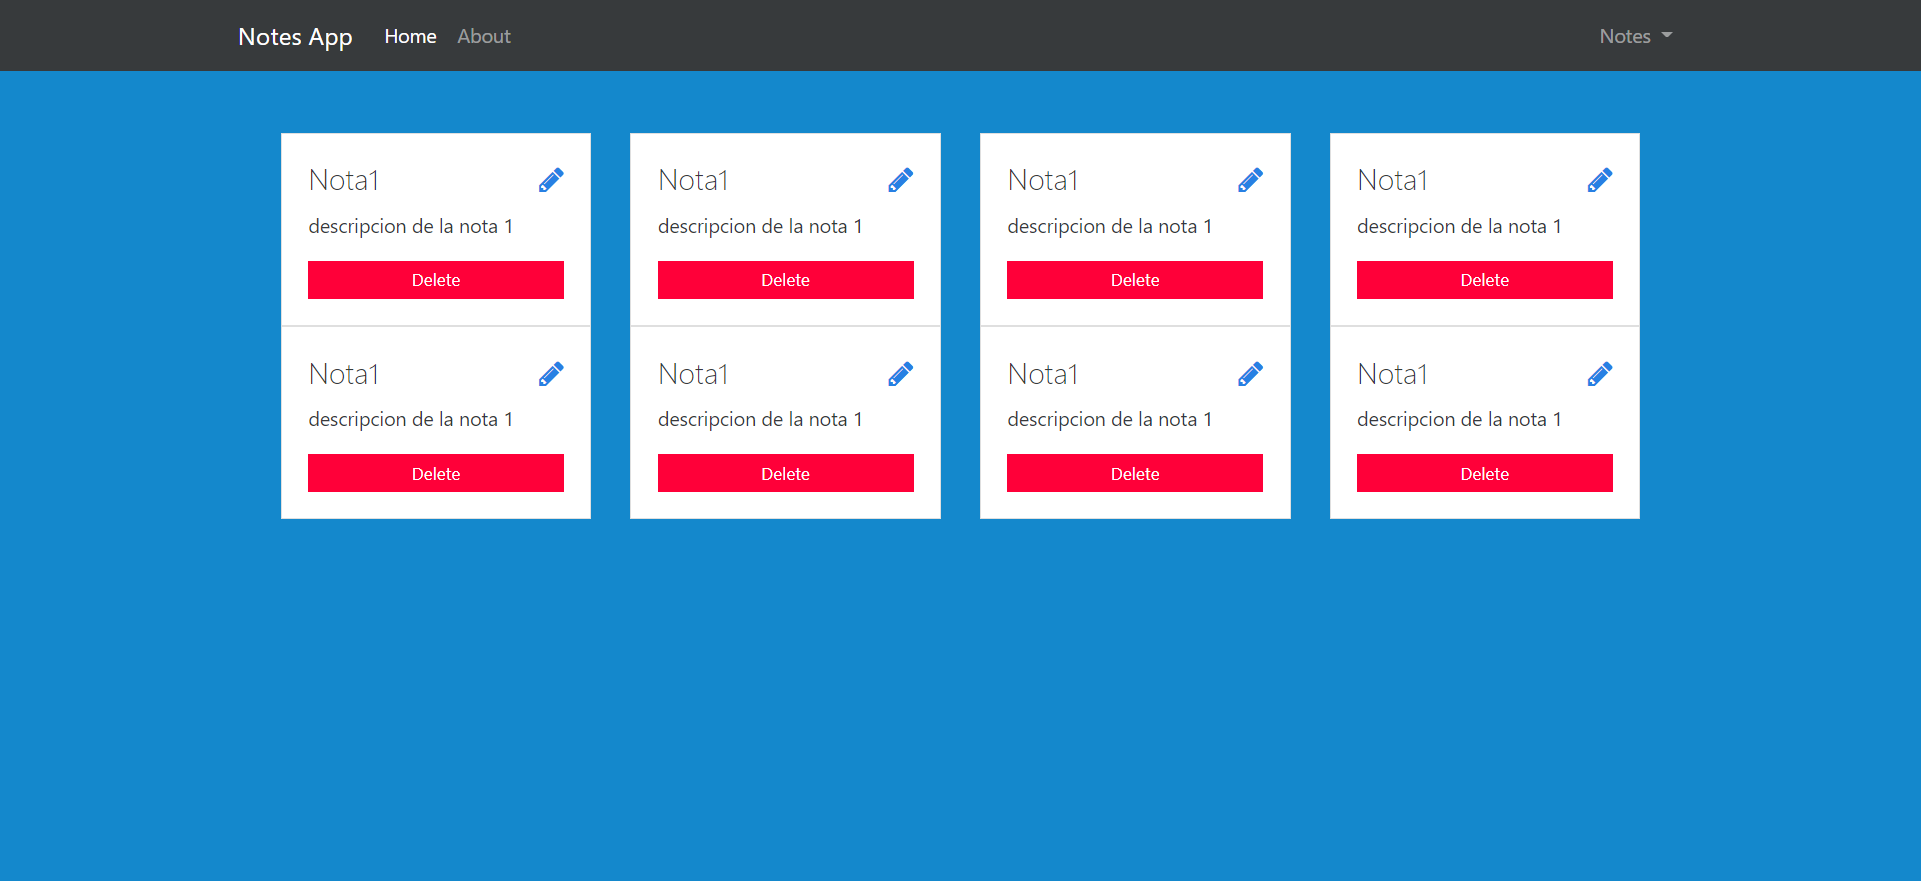 Notes App Home About Notes
Nota1 Nota1 Nota1 Nota1
descripcion de la nota 1 descripcion de la nota 1 descripcion de la nota 1 descripcion de la nota 1
Delete Delete Delete Delete
Nota1 Nota1 Nota1 Nota1
descripcion de la nota 1 descripcion de la nota 1 descripcion de la nota 1 descripcion de la nota 1
Delete Delete Delete Delete